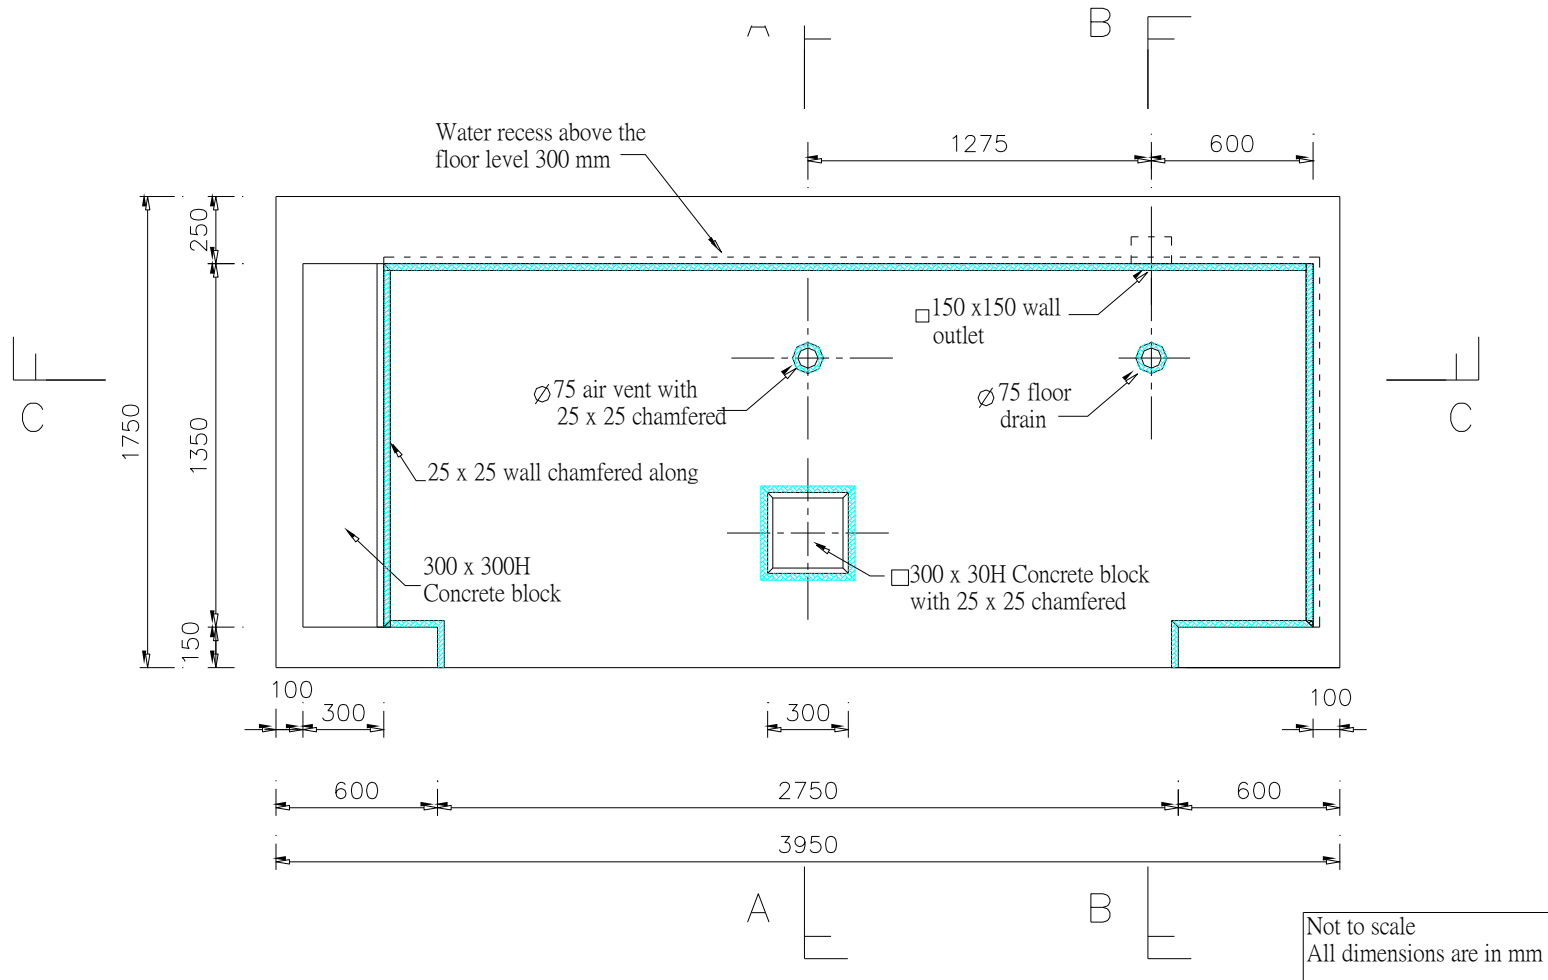 A
B
Water recess above the
floor level 300 mm
1275
600
250
150 x150 wall
outlet
Ø 75 air vent with
25 x 25 chamfered
Ø 75 floor
drain
C
C
1750
1350
25 x 25 wall chamfered along
300 x 300H
Concrete block
□300 x 30H Concrete block
with 25 x 25 chamfered
150
100
300
300
100
600
2750
600
3950
A
B
Not to scale
All dimensions are in mm